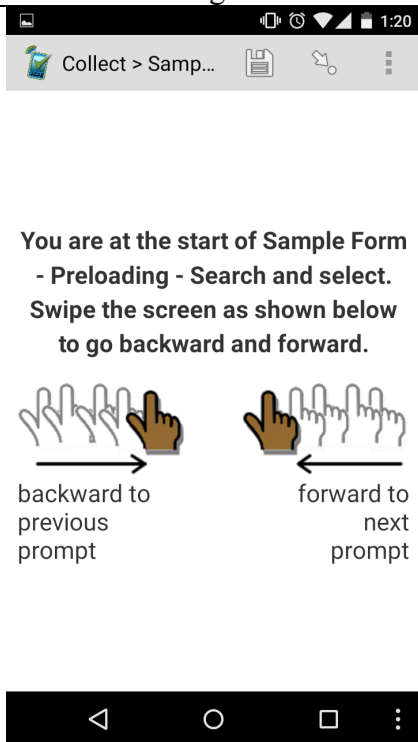 1:20
Collect > Samp...
You are at the start of Sample Form
- Preloading - Search and select.
Swipe the screen as shown below
to go backward and forward.
backward to
previous
prompt
forward to
next
prompt